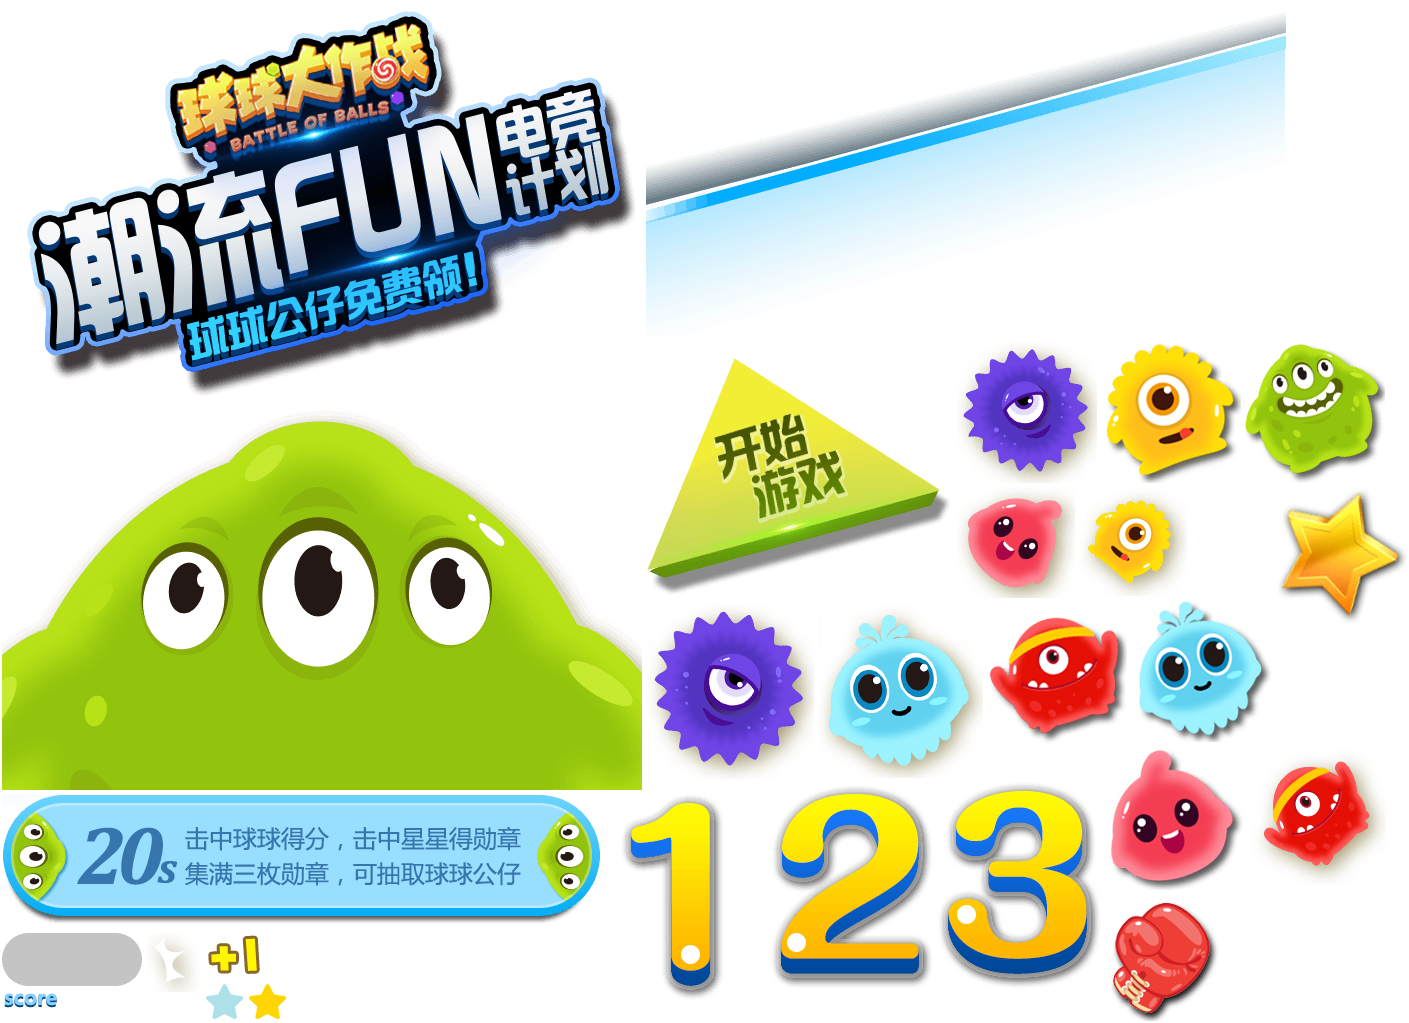 球球大作战
BATTLE OF BALLS
潮流FUN电竞计划
球球公仔免费领!
开始
游戏
20s
击中球球得分，击中星星得勋章
集满三枚勋章，可抽取球球公仔
1 2 3
+1
score